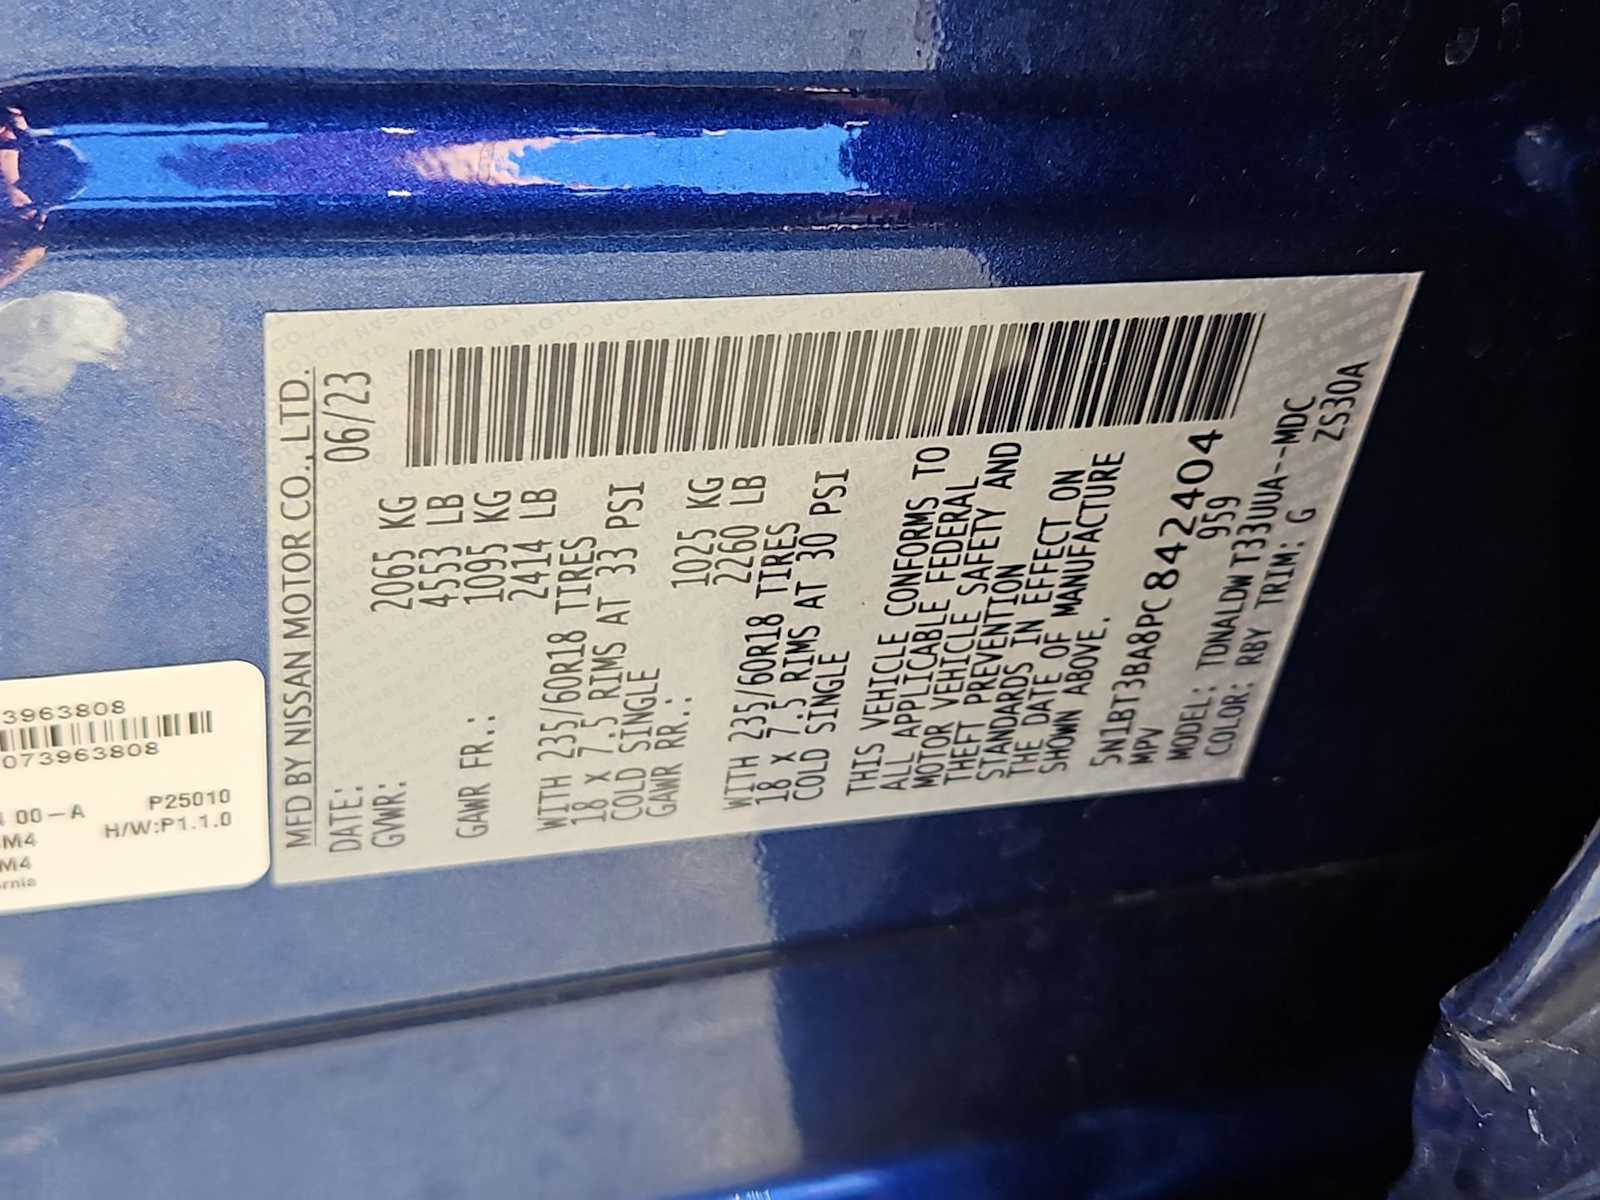 MFD BY NISSAN MOTOR CO.,LTD.
DATE: 06/23
GVWR: 2065 KG
4553 LB
GAWR FR.: 1095 KG
2414 LB
WITH 235/60R18 TIRES
18 X 7.5 RIMS AT 33 PSI
COLD SINGLE
GAWR RR.: 1025 KG
2260 LB
WITH 235/60R18 TIRES
18 X 7.5 RIMS AT 30 PSI
COLD SINGLE
THIS VEHICLE CONFORMS TO
ALL APPLICABLE FEDERAL
MOTOR VEHICLE SAFETY AND
THEFT PREVENTION
STANDARDS IN EFFECT ON
THE DATE OF MANUFACTURE
SHOWN ABOVE.
5N1BT3BA8PC842404
MPV 959
MODEL: TDNALDWT33UUA--MDC
COLOR: RBY TRIM: G ZS30A
3963808
073963808
00-A P25010
M4 H/W:P1.1.0
M4